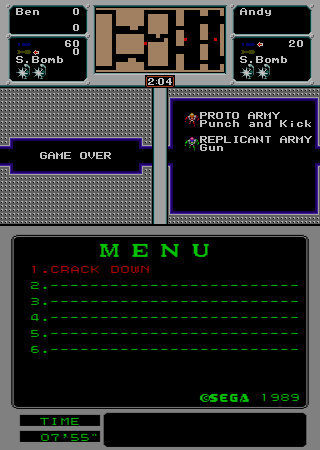 Ben 0
0
60
0
S.Bomb
Andy
20
S.Bomb
2:04
GAME OVER
PROTO ARMY
Punch and Kick
REPLICANT ARMY
Gun
MENU
1.CRACK DOWN
2.--------------------
3.--------------------
4.--------------------
5.--------------------
6.--------------------
©SEGA 1989
TIME
07'55"